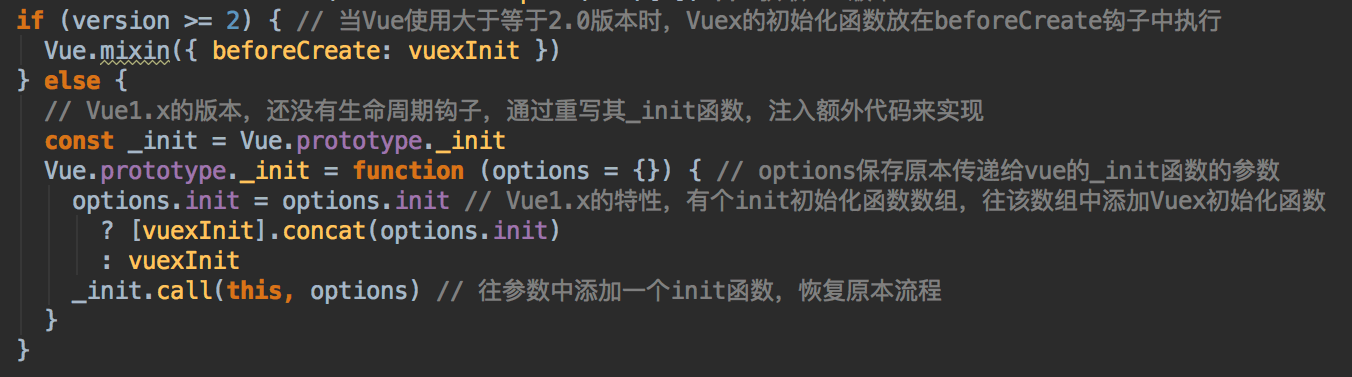 if (version >= 2) { // 当Vue使用大于等于2.0版本时，Vuex的初始化函数放在beforeCreate钩子中执行
  Vue.mixin({ beforeCreate: vuexInit })
} else {
  // Vue1.x的版本，还没有生命周期钩子，通过重写其_init函数，注入额外代码来实现
  const _init = Vue.prototype._init
  Vue.prototype._init = function (options = {}) { // options保存原本传递给vue的_init函数的参数
    options.init = options.init // Vue1.x的特性，有个init初始化函数数组，往该数组中添加Vuex初始化函数
      ? [vuexInit].concat(options.init)
      : vuexInit
    _init.call(this, options) // 往参数中添加一个init函数，恢复原本流程
  }
}